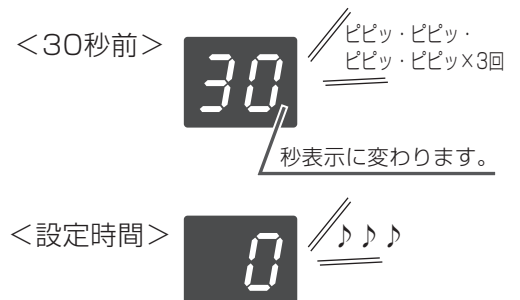 ＜30秒前＞
30
ピピッ・ピピッ・
ピピッ・ピピッ×3回
秒表示に変わります。
＜設定時間＞
0
♪♪♪